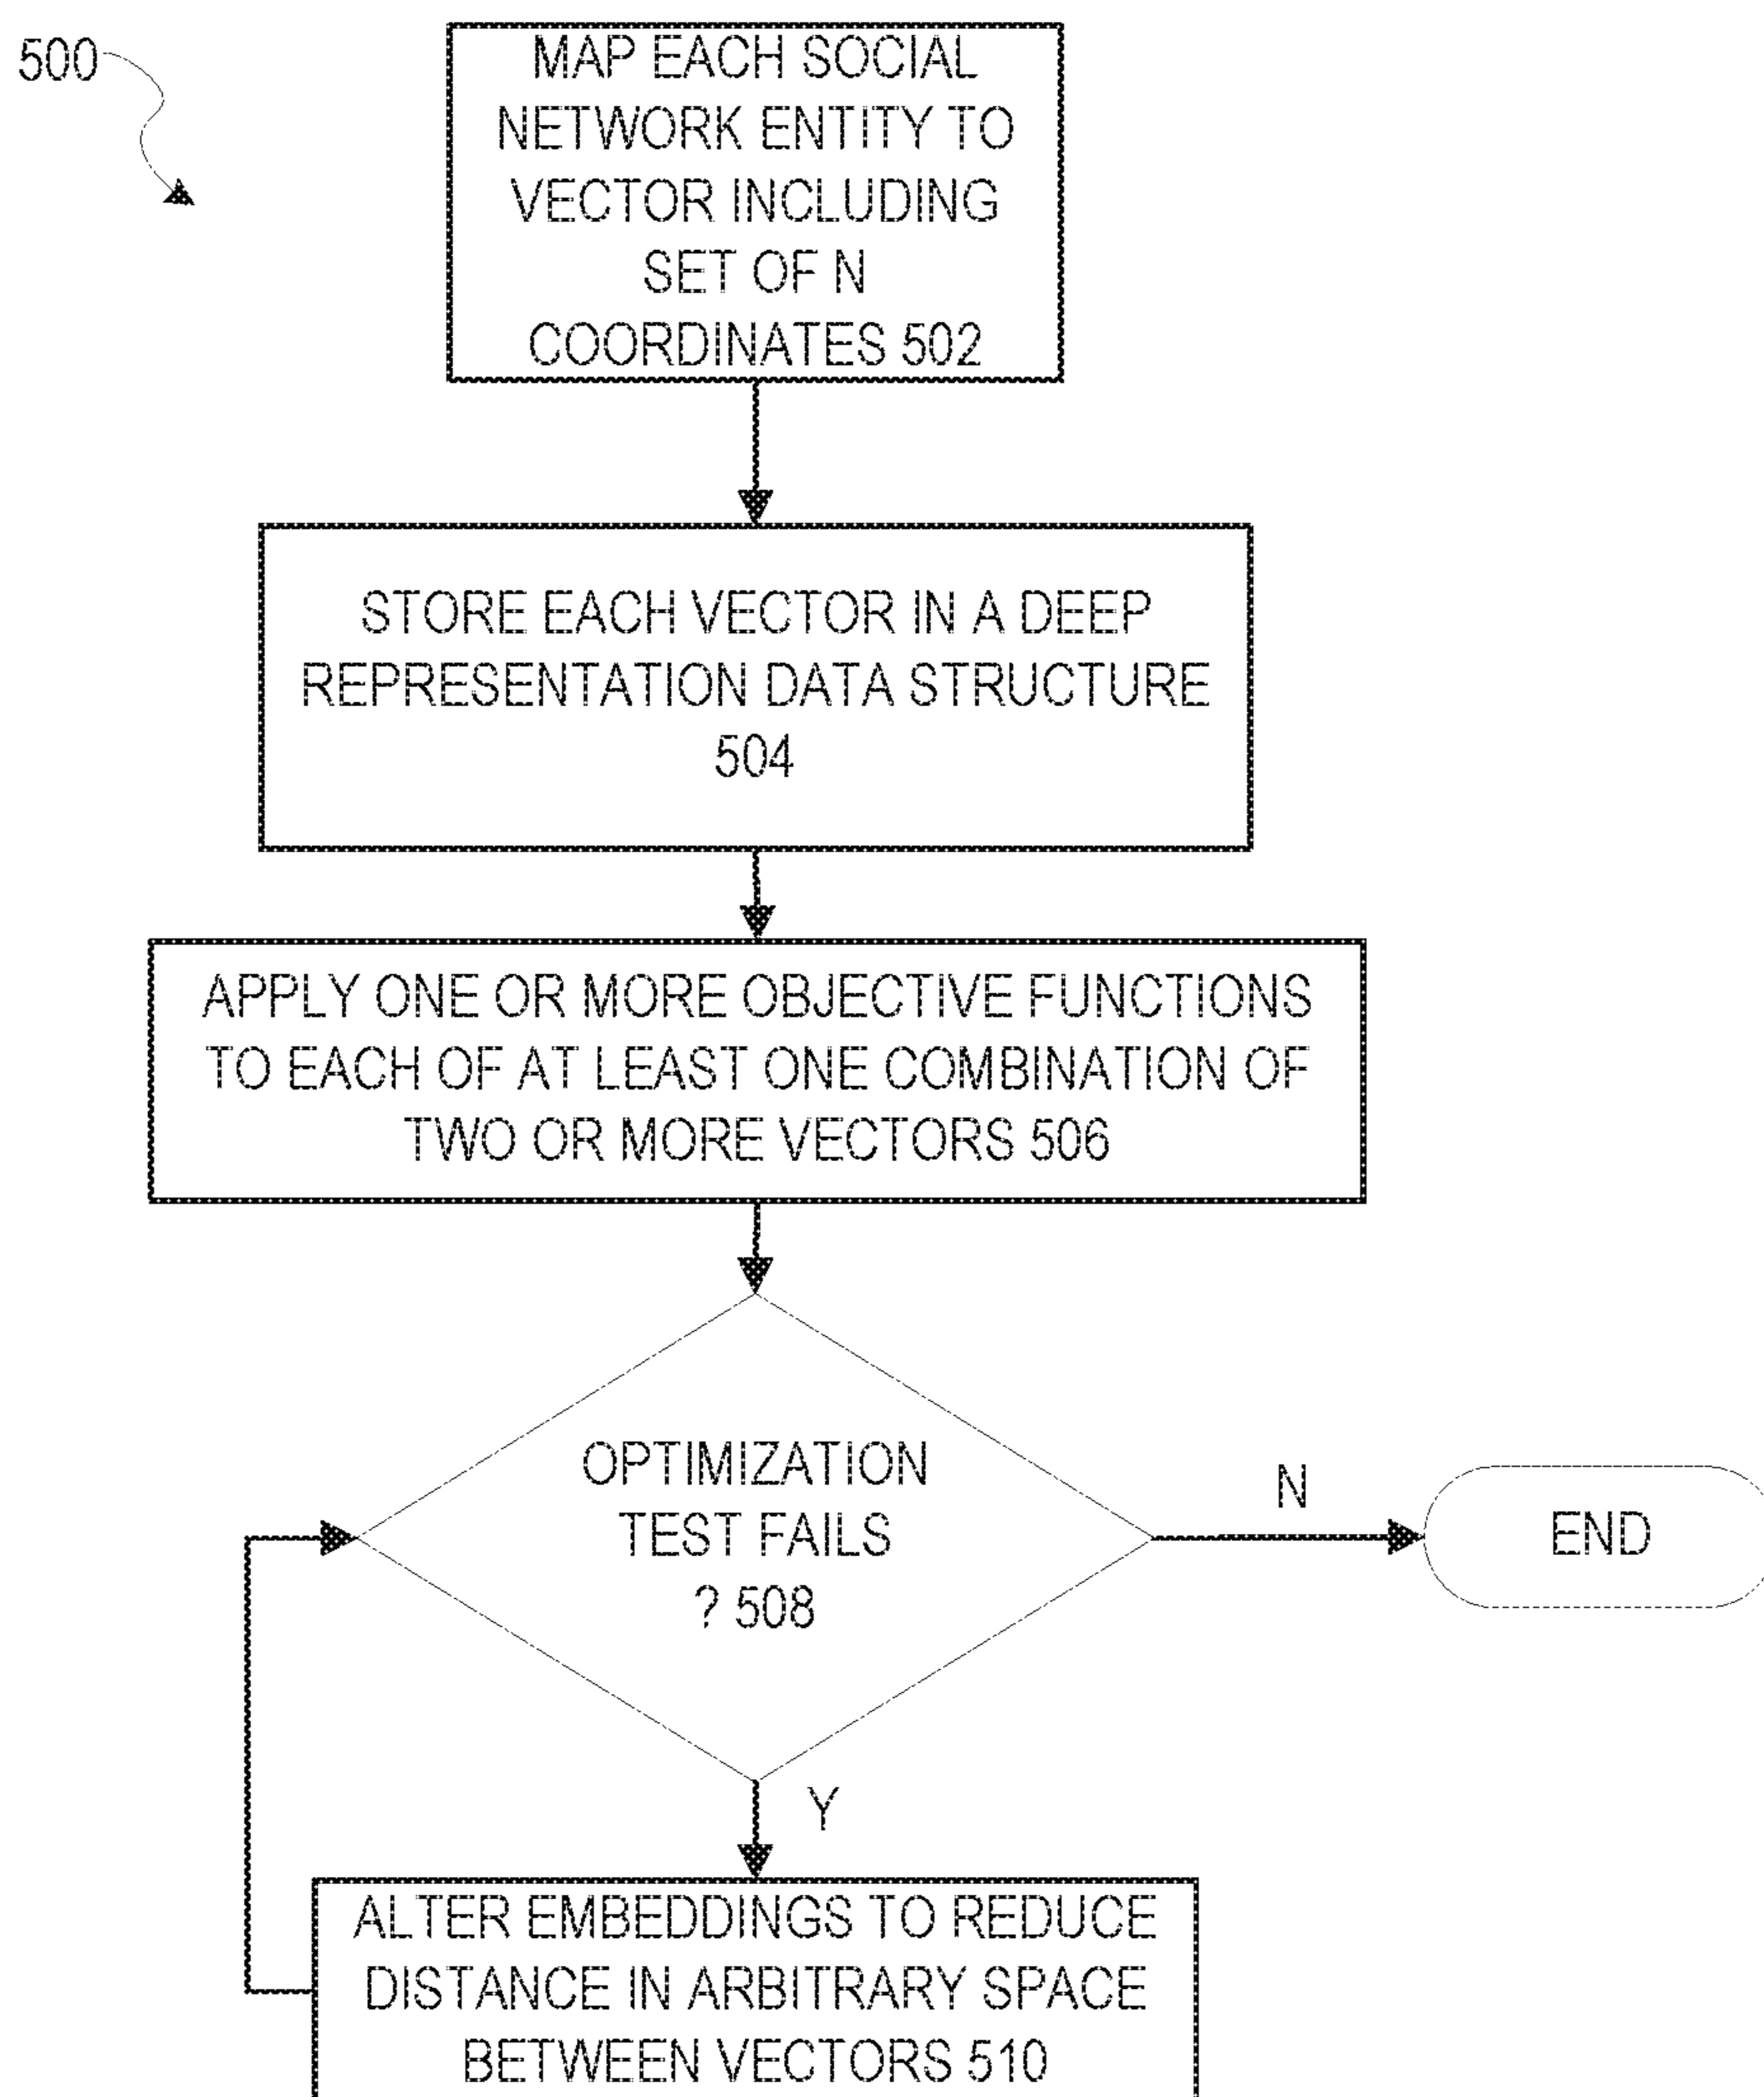 500
MAP EACH SOCIAL
NETWORK ENTITY TO
VECTOR INCLUDING
SET OF N
COORDINATES 502
STORE EACH VECTOR IN A DEEP
REPRESENTATION DATA STRUCTURE
504
APPLY ONE OR MORE OBJECTIVE FUNCTIONS
TO EACH OF AT LEAST ONE COMBINATION OF
TWO OR MORE VECTORS 506
OPTIMIZATION
TEST FAILS
? 508
N
END
Y
ALTER EMBEDDINGS TO REDUCE
DISTANCE IN ARBITRARY SPACE
BETWEEN VECTORS 510